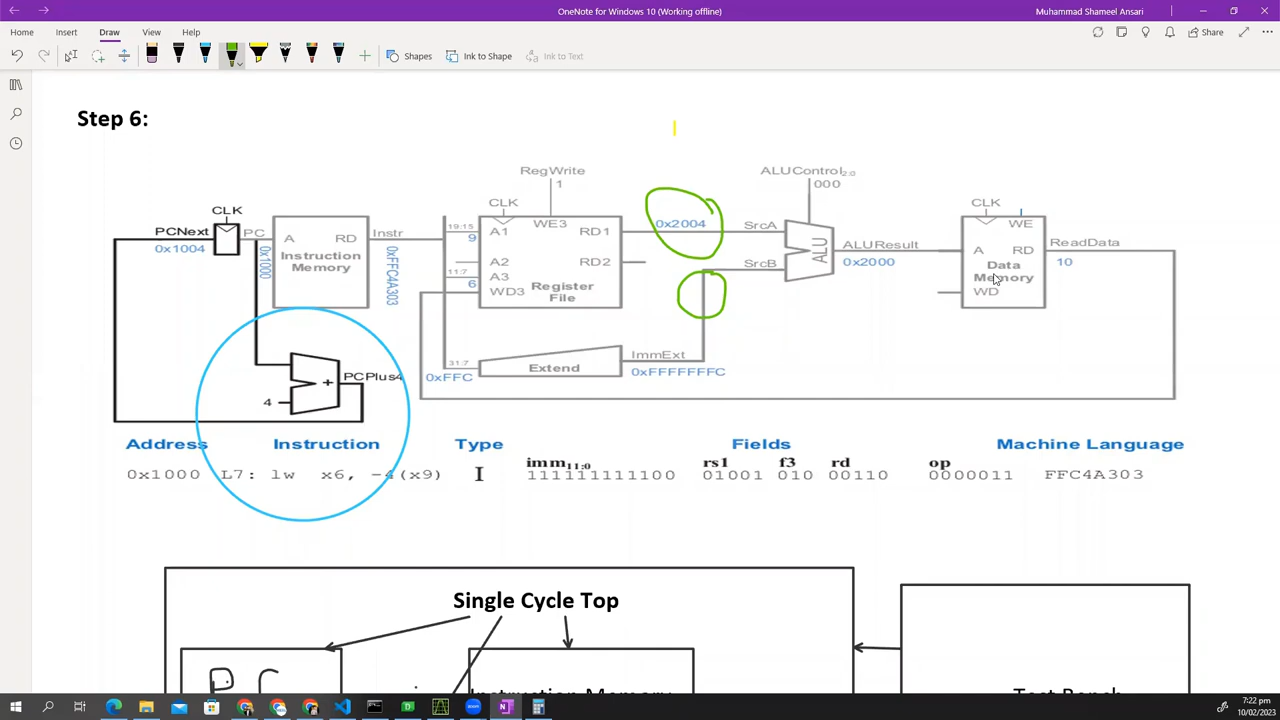 OneNote for Windows 10 (Working offline)
Muhammad Shameel Ansari
Home Insert Draw View Help
Share
Shapes Ink to Shape Ink to Text
Step 6:
RegWrite
1
ALUControl2:0
000
CLK CLK CLK
PCNext PC
0x1004
0x1000
A RD
Instruction
Memory
Instr
0xFFC4A303
19:15
9
11:7
6
WE3
A1 RD1
A2 RD2
A3
WD3
Register
File
0x2004
SrcA
SrcB
ALU
ALUResult
0x2000
WE
A RD
Data
Memory
WD
ReadData
10
31:7
0xFFC
Extend
ImmExt
0xFFFFFFFC
+
PCPlus4
4
Address Instruction Type Fields Machine Language
imm11:0 rs1 f3 rd op
0x1000 L7: lw x6, -4(x9) I 111111111100 01001 010 00110 0000011 FFC4A303
Single Cycle Top
PC
Instruction Memory
Test Bench
7:22 pm
10/02/2023